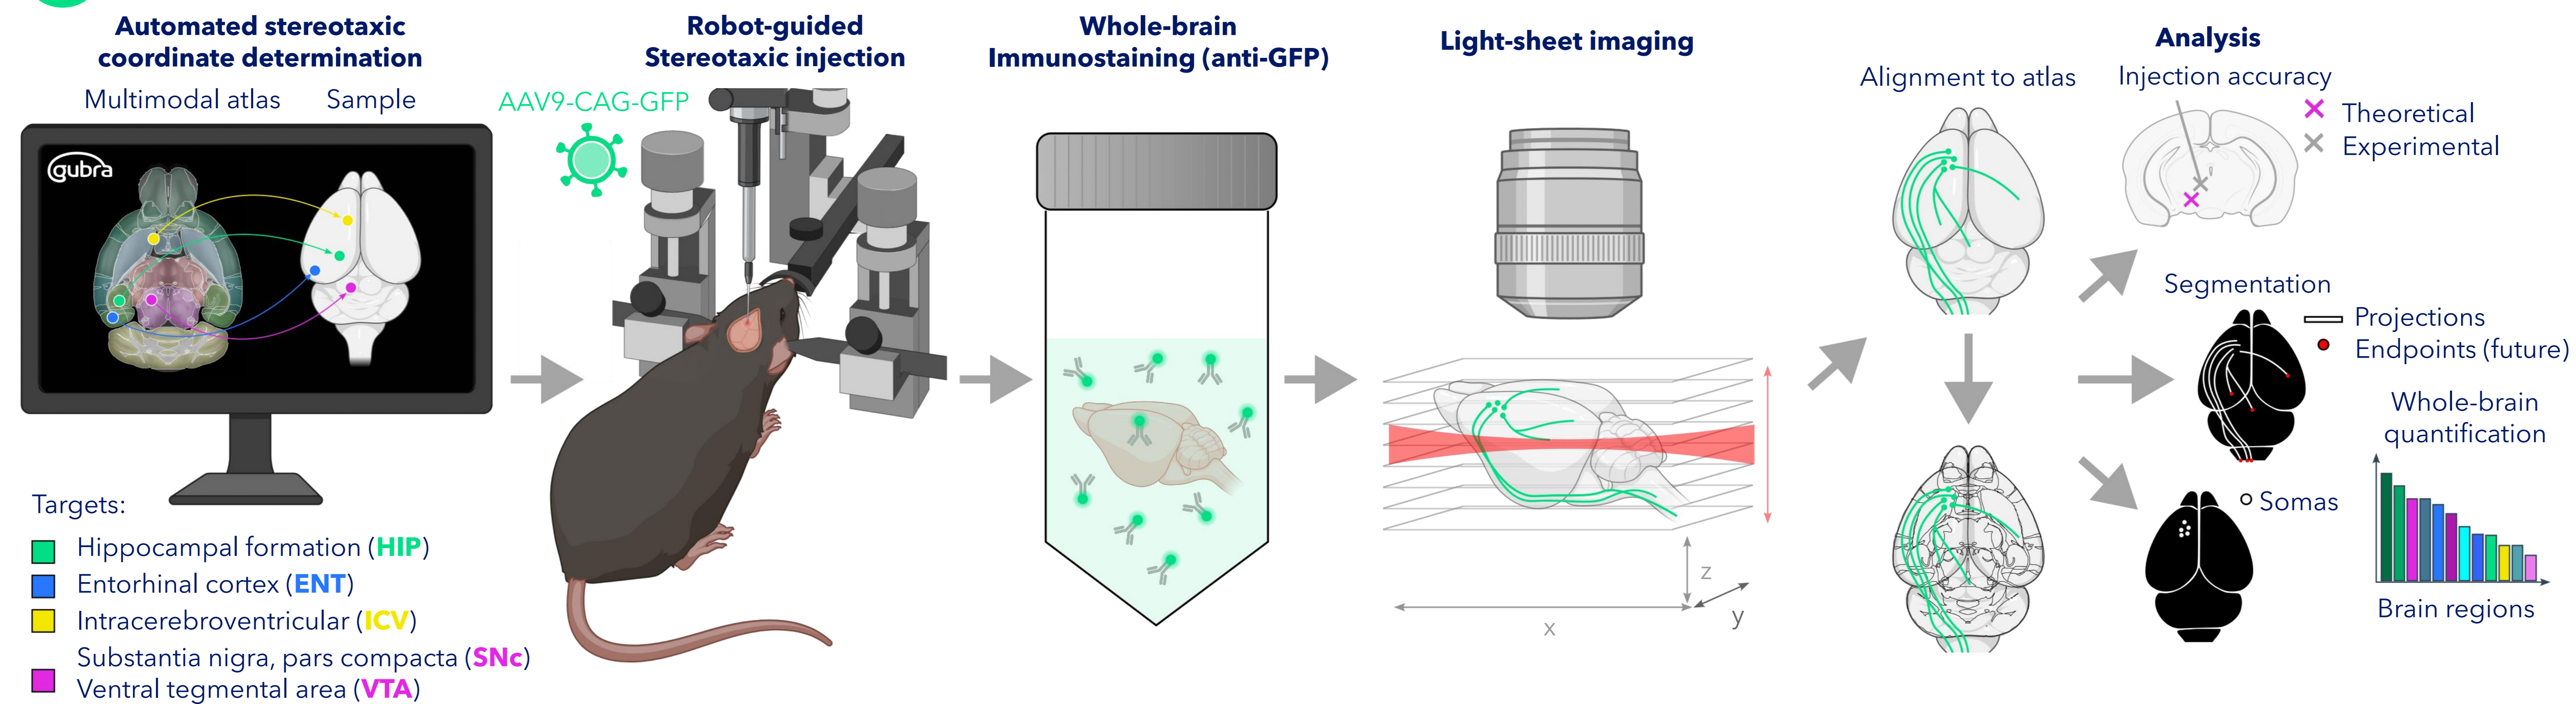 Automated stereotaxic
coordinate determination
Multimodal atlas
Sample
gubra
Targets:
Hippocampal formation (HIP)
Entorhinal cortex (ENT)
Intracerebroventricular (ICV)
Substantia nigra, pars compacta (SNc)
Ventral tegmental area (VTA)
Robot-guided
Stereotaxic injection
AAV9-CAG-GFP
Whole-brain
Immunostaining (anti-GFP)
Light-sheet imaging
z
y
x
Alignment to atlas
Analysis
Injection accuracy
Theoretical
Experimental
Segmentation
Projections
Endpoints (future)
Somas
Whole-brain
quantification
Brain regions